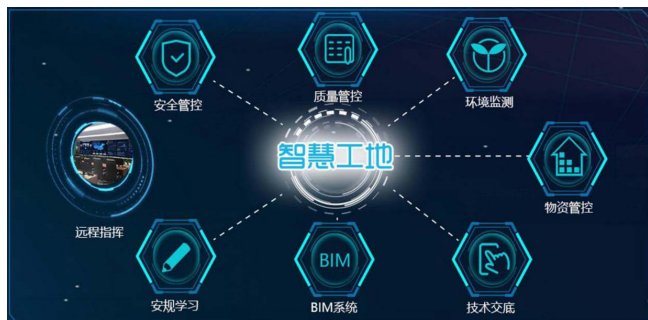 安全管控
质量管控
环境监测
智慧工地
物资管控
远程指挥
安规学习
BIM
BIM系统
技术交底